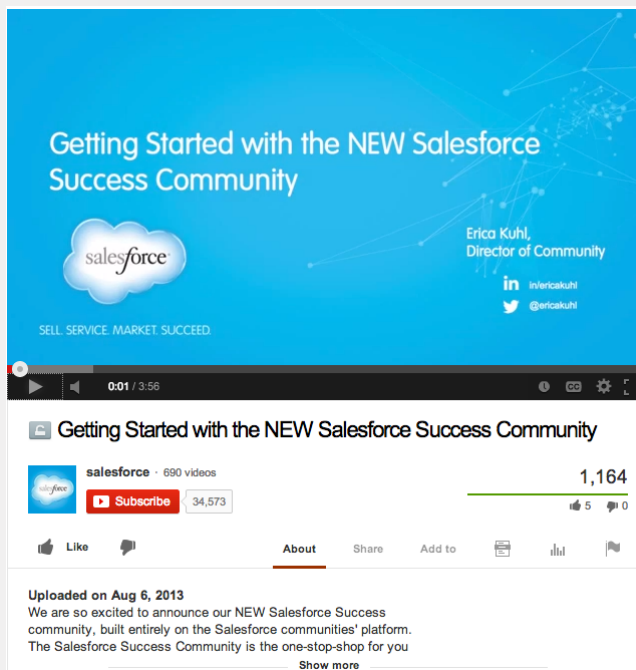 Getting Started with the NEW Salesforce
Success Community
salesforce
Erica Kuhl,
Director of Community
in in/ericakuhl
@ericakuhl
SELL. SERVICE. MARKET. SUCCEED.
0:01 / 3:56
CC
Getting Started with the NEW Salesforce Success Community
salesforce
salesforce · 690 videos
Subscribe 34,573
1,164
5 0
Like
About Share Add to
Uploaded on Aug 6, 2013
We are so excited to announce our NEW Salesforce Success
community, built entirely on the Salesforce communities' platform.
The Salesforce Success Community is the one-stop-shop for you
Show more